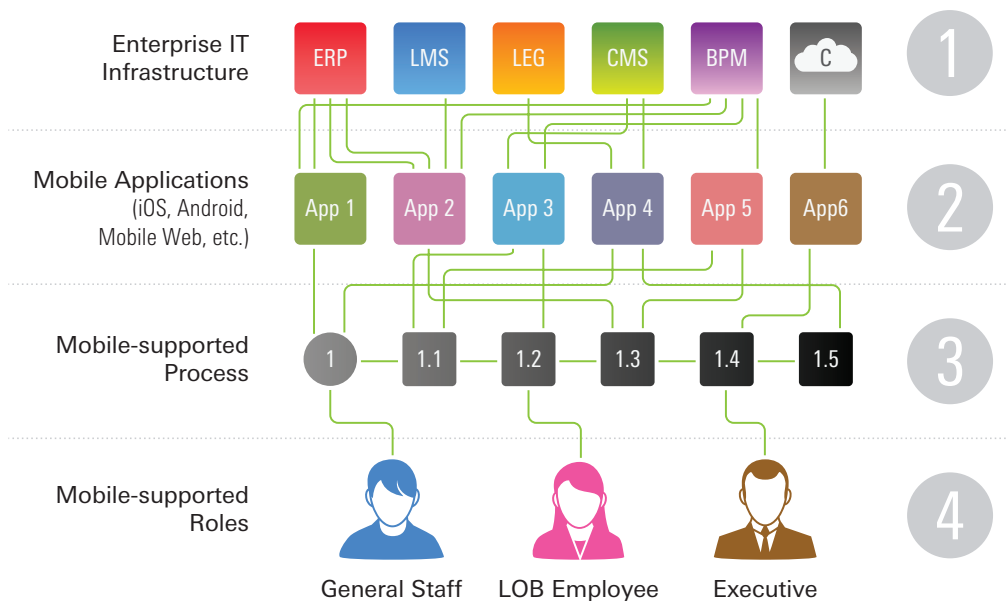 Enterprise IT
Infrastructure
ERP
LMS
LEG
CMS
BPM
C
1
Mobile Applications
(iOS, Android,
Mobile Web, etc.)
App 1
App 2
App 3
App 4
App 5
App6
2
Mobile-supported
Process
1
1.1
1.2
1.3
1.4
1.5
3
Mobile-supported
Roles
4
General Staff
LOB Employee
Executive